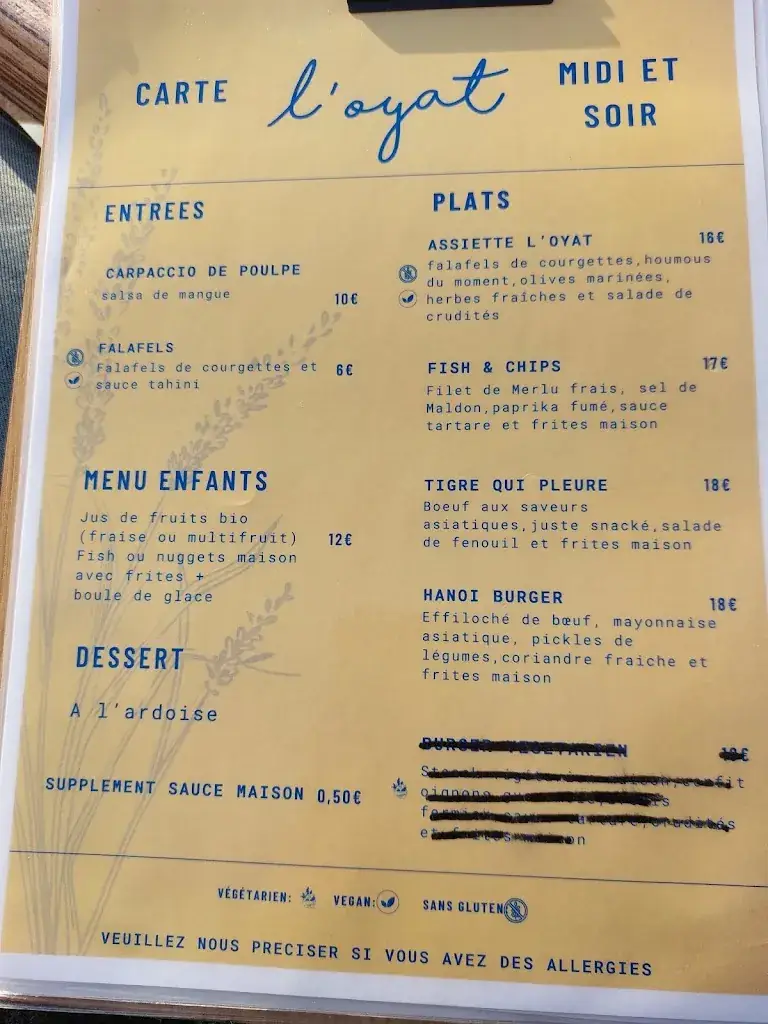 CARTE
l'oyat
MIDI ET
SOIR
ENTREES
CARPACCIO DE POULPE
salsa de mangue
10€
FALAFELS
Falafels de courgettes et
sauce tahini
6€
MENU ENFANTS
Jus de fruits bio
(fraise ou multifruit)
12€
Fish ou nuggets maison
avec frites +
boule de glace
DESSERT
A l'ardoise
SUPPLEMENT SAUCE MAISON 0,50€
PLATS
ASSIETTE L'OYAT
16€
falafels de courgettes,houmous
du moment,olives marinées,
herbes fraîches et salade de
crudités
FISH & CHIPS
17€
Filet de Merlu frais, sel de
Maldon,paprika fumé,sauce
tartare et frites maison
TIGRE QUI PLEURE
18€
Boeuf aux saveurs
asiatiques,juste snacké,salade
de fenouil et frites maison
HANOI BURGER
18€
Effiloché de bœuf, mayonnaise
asiatique, pickles de
légumes,coriandre fraiche et
frites maison
BURGER VEGETARIEN
VÉGÉTARIEN:
VEGAN:
SANS GLUTEN
VEUILLEZ NOUS PRECISER SI VOUS AVEZ DES ALLERGIES